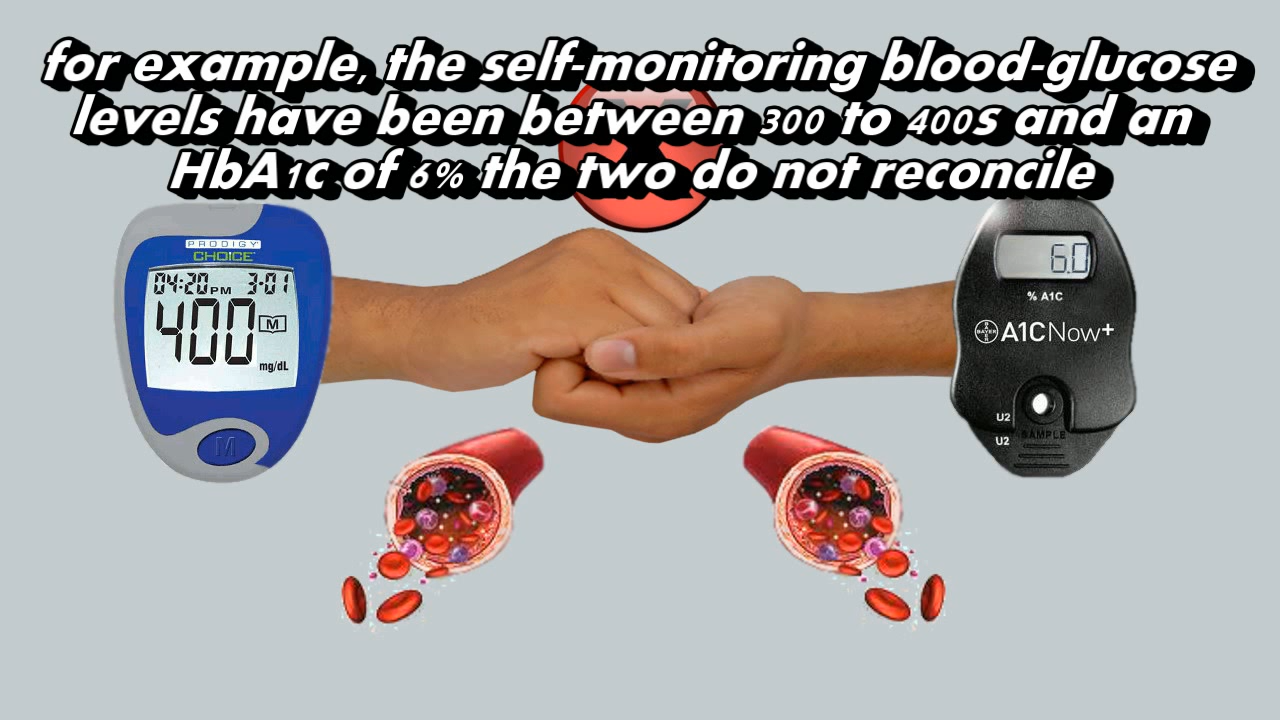 for example, the self-monitoring blood-glucose
levels have been between 300 to 400s and an
HbA1c of 6% the two do not reconcile
PRODIGY
CHOICE
04:20 PM 3-01
400 M
mg/dL
M
6.0
% A1C
BAYER A1CNow+
U2
U2
SAMPLE